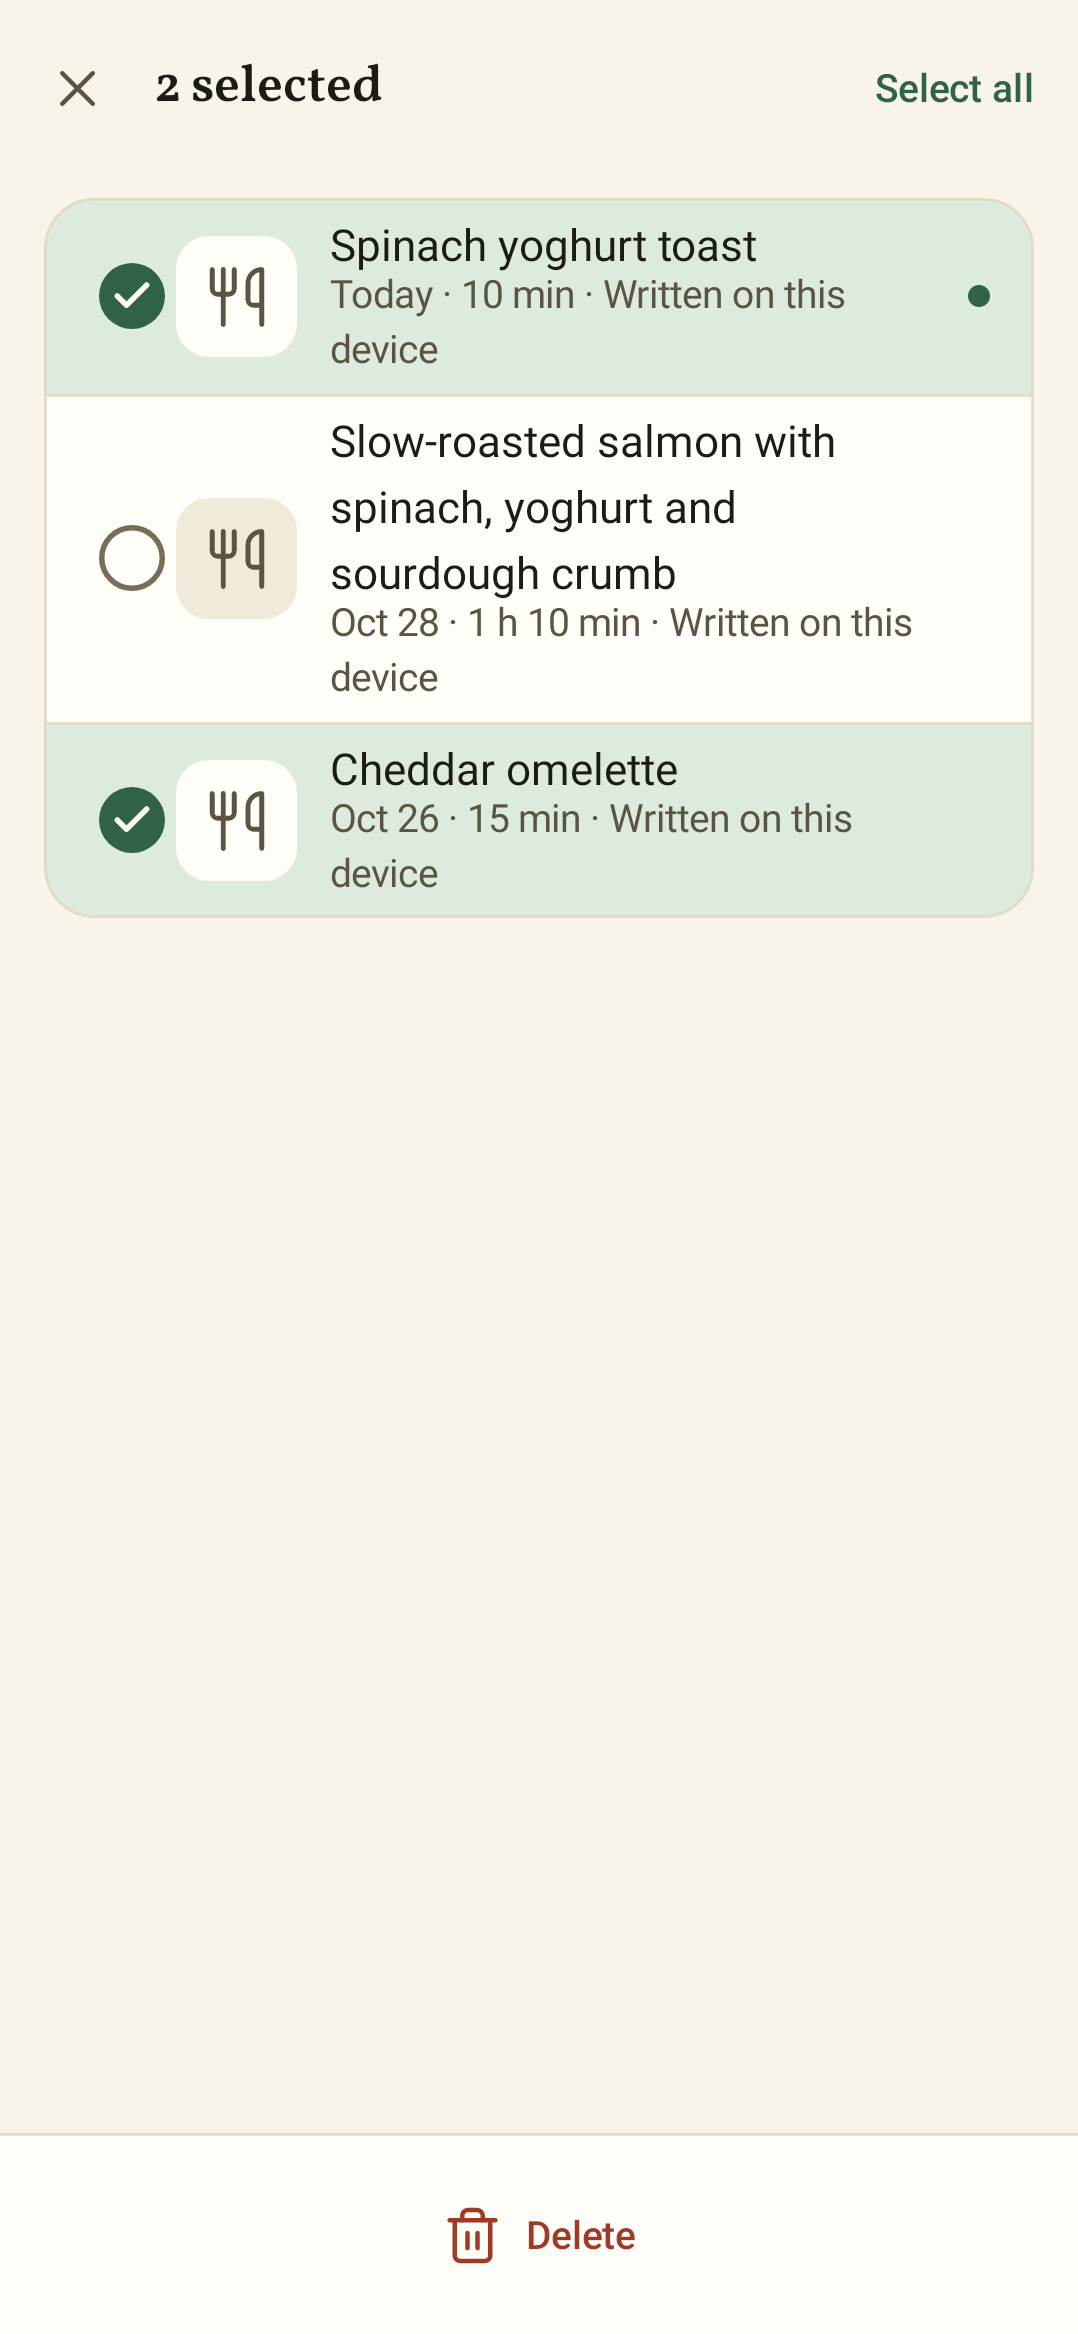 2 selected
Select all
Spinach yoghurt toast
Today · 10 min · Written on this
device
Slow-roasted salmon with
spinach, yoghurt and
sourdough crumb
Oct 28 · 1 h 10 min · Written on this
device
Cheddar omelette
Oct 26 · 15 min · Written on this
device
Delete